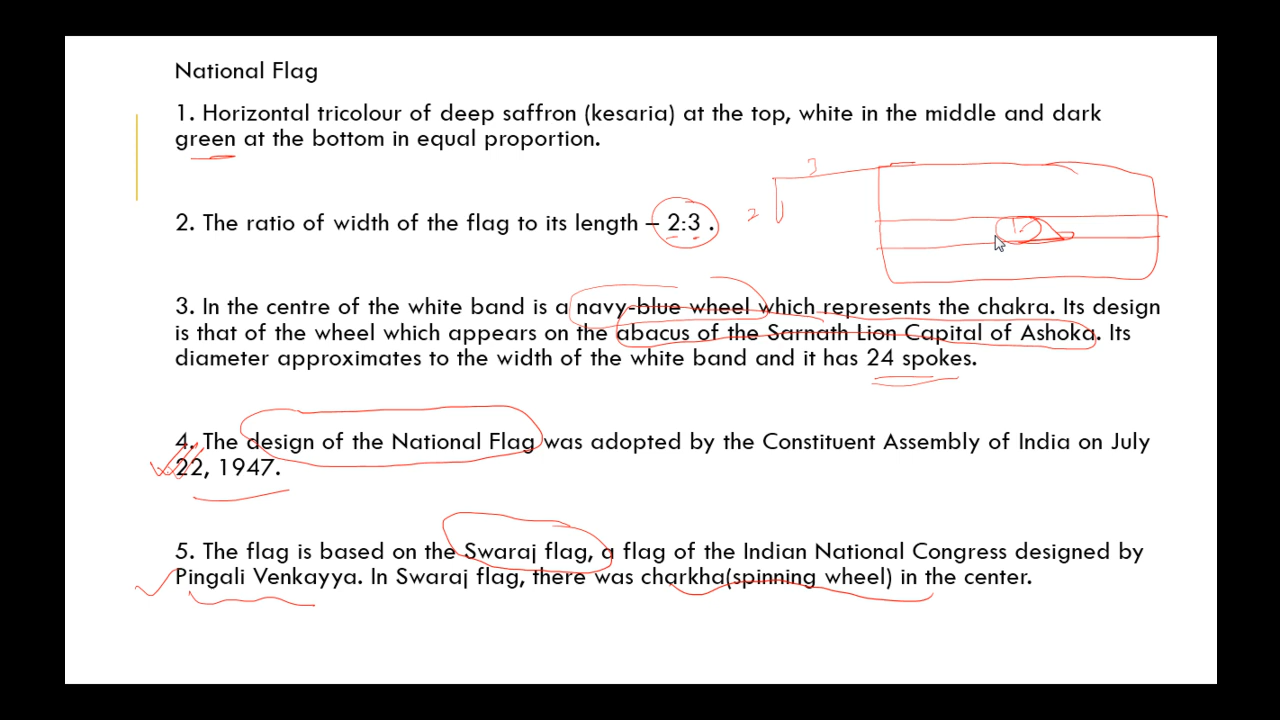 National Flag
1. Horizontal tricolour of deep saffron (kesaria) at the top, white in the middle and dark
green at the bottom in equal proportion.
3
2
2. The ratio of width of the flag to its length – 2:3 .
3. In the centre of the white band is a navy-blue wheel which represents the chakra. Its design
is that of the wheel which appears on the abacus of the Sarnath Lion Capital of Ashoka. Its
diameter approximates to the width of the white band and it has 24 spokes.
4. The design of the National Flag was adopted by the Constituent Assembly of India on July
22, 1947.
5. The flag is based on the Swaraj flag, a flag of the Indian National Congress designed by
Pingali Venkayya. In Swaraj flag, there was charkha(spinning wheel) in the center.